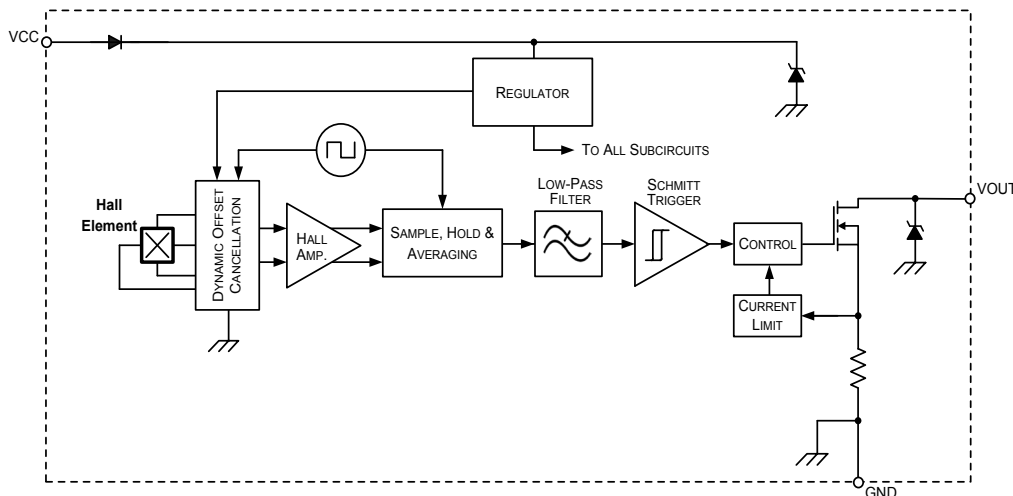 VCC
REGULATOR
TO ALL SUBCIRCUITS
LOW-PASS
FILTER
SCHMITT
TRIGGER
VOUT
Hall
Element
DYNAMIC OFFSET
CANCELLATION
HALL
AMP.
SAMPLE, HOLD &
AVERAGING
CONTROL
CURRENT
LIMIT
GND